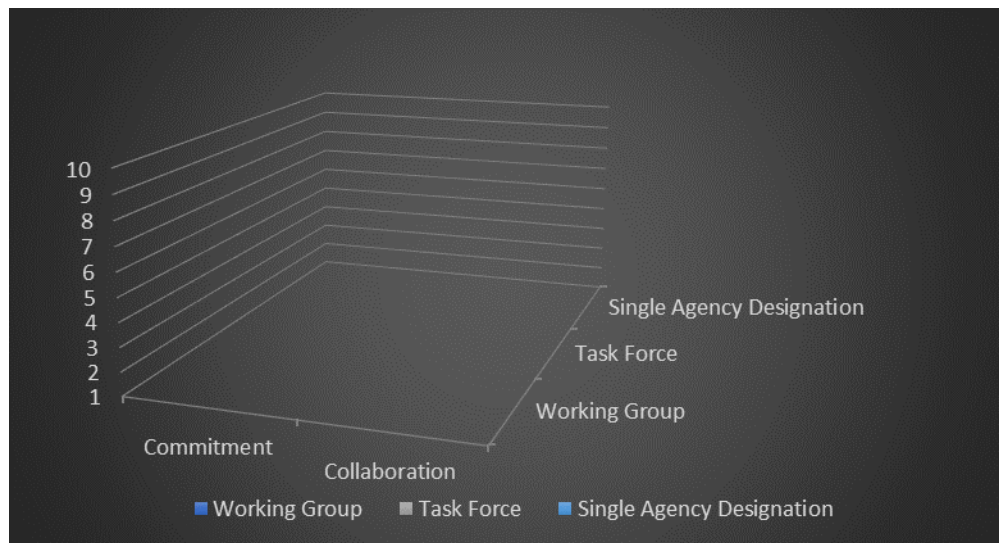 10
9
8
7
6
5
4
3
2
1
Single Agency Designation
Task Force
Working Group
Commitment
Collaboration
Working Group Task Force Single Agency Designation